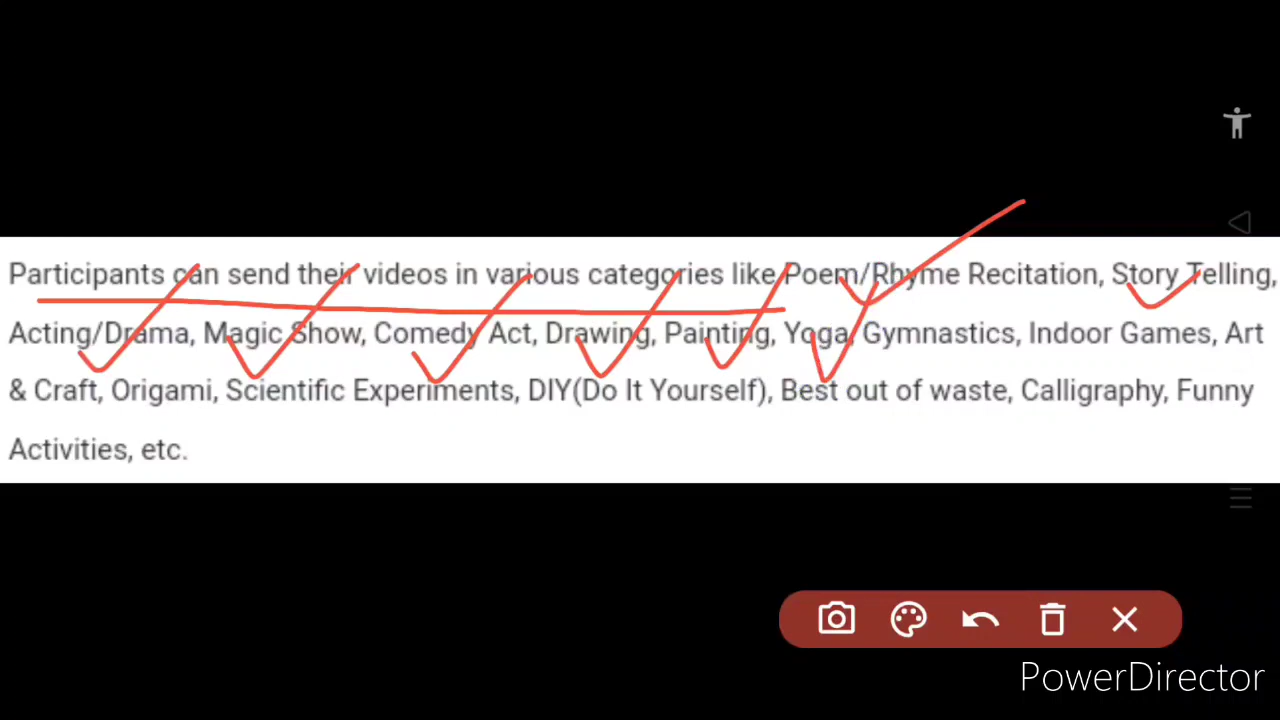 Participants can send their videos in various categories like Poem/Rhyme Recitation, Story Telling,
Acting/Drama, Magic Show, Comedy Act, Drawing, Painting, Yoga, Gymnastics, Indoor Games, Art
& Craft, Origami, Scientific Experiments, DIY(Do It Yourself), Best out of waste, Calligraphy, Funny
Activities, etc.
PowerDirector